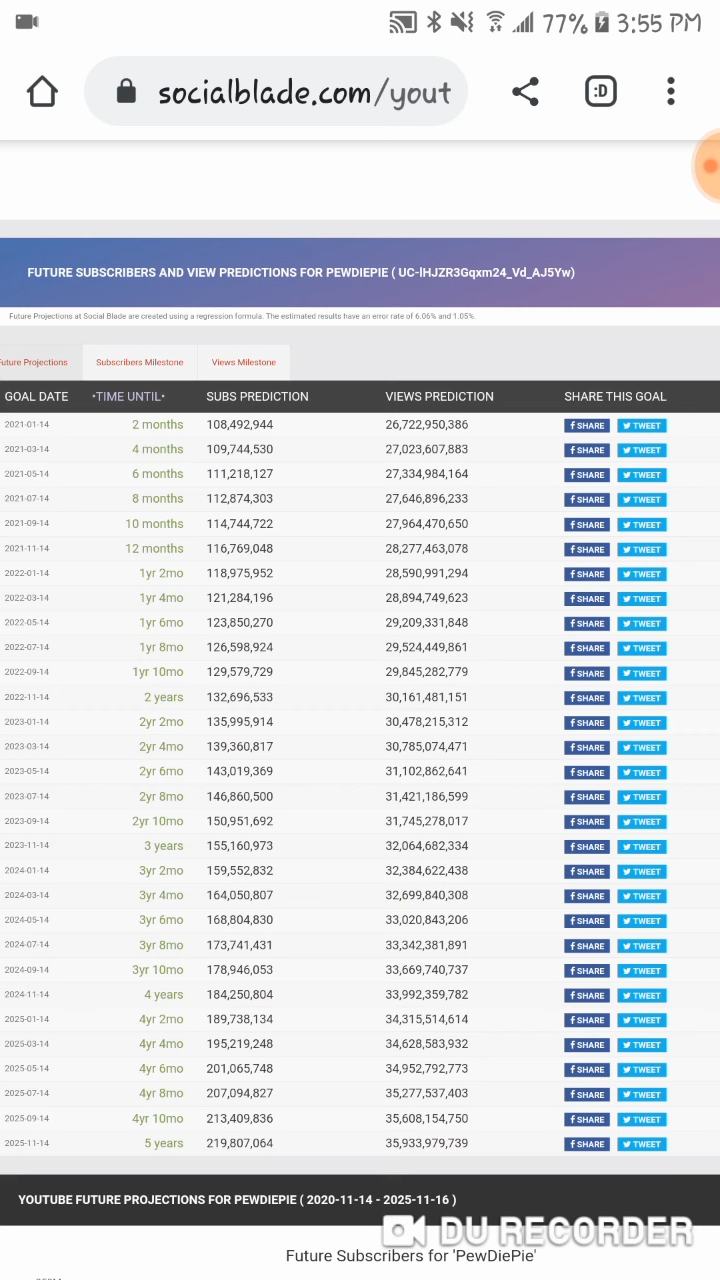 77% 3:55 PM
socialblade.com/yout
:D
FUTURE SUBSCRIBERS AND VIEW PREDICTIONS FOR PEWDIEPIE ( UC-lHJZR3Gqxm24_Vd_AJ5Yw)
Future Projections at Social Blade are created using a regression formula. The estimated results have an error rate of 6.06% and 1.05%.
Future Projections Subscribers Milestone Views Milestone
GOAL DATE •TIME UNTIL• SUBS PREDICTION VIEWS PREDICTION SHARE THIS GOAL
2021-01-14 2 months 108,492,944 26,722,950,386 SHARE TWEET
2021-03-14 4 months 109,744,530 27,023,607,883 SHARE TWEET
2021-05-14 6 months 111,218,127 27,334,984,164 SHARE TWEET
2021-07-14 8 months 112,874,303 27,646,896,233 SHARE TWEET
2021-09-14 10 months 114,744,722 27,964,470,650 SHARE TWEET
2021-11-14 12 months 116,769,048 28,277,463,078 SHARE TWEET
2022-01-14 1yr 2mo 118,975,952 28,590,991,294 SHARE TWEET
2022-03-14 1yr 4mo 121,284,196 28,894,749,623 SHARE TWEET
2022-05-14 1yr 6mo 123,850,270 29,209,331,848 SHARE TWEET
2022-07-14 1yr 8mo 126,598,924 29,524,449,861 SHARE TWEET
2022-09-14 1yr 10mo 129,579,729 29,845,282,779 SHARE TWEET
2022-11-14 2 years 132,696,533 30,161,481,151 SHARE TWEET
2023-01-14 2yr 2mo 135,995,914 30,478,215,312 SHARE TWEET
2023-03-14 2yr 4mo 139,360,817 30,785,074,471 SHARE TWEET
2023-05-14 2yr 6mo 143,019,369 31,102,862,641 SHARE TWEET
2023-07-14 2yr 8mo 146,860,500 31,421,186,599 SHARE TWEET
2023-09-14 2yr 10mo 150,951,692 31,745,278,017 SHARE TWEET
2023-11-14 3 years 155,160,973 32,064,682,334 SHARE TWEET
2024-01-14 3yr 2mo 159,552,832 32,384,622,438 SHARE TWEET
2024-03-14 3yr 4mo 164,050,807 32,699,840,308 SHARE TWEET
2024-05-14 3yr 6mo 168,804,830 33,020,843,206 SHARE TWEET
2024-07-14 3yr 8mo 173,741,431 33,342,381,891 SHARE TWEET
2024-09-14 3yr 10mo 178,946,053 33,669,740,737 SHARE TWEET
2024-11-14 4 years 184,250,804 33,992,359,782 SHARE TWEET
2025-01-14 4yr 2mo 189,738,134 34,315,514,614 SHARE TWEET
2025-03-14 4yr 4mo 195,219,248 34,628,583,932 SHARE TWEET
2025-05-14 4yr 6mo 201,065,748 34,952,792,773 SHARE TWEET
2025-07-14 4yr 8mo 207,094,827 35,277,537,403 SHARE TWEET
2025-09-14 4yr 10mo 213,409,836 35,608,154,750 SHARE TWEET
2025-11-14 5 years 219,807,064 35,933,979,739 SHARE TWEET
YOUTUBE FUTURE PROJECTIONS FOR PEWDIEPIE ( 2020-11-14 - 2025-11-16 )
DU RECORDER
Future Subscribers for 'PewDiePie'